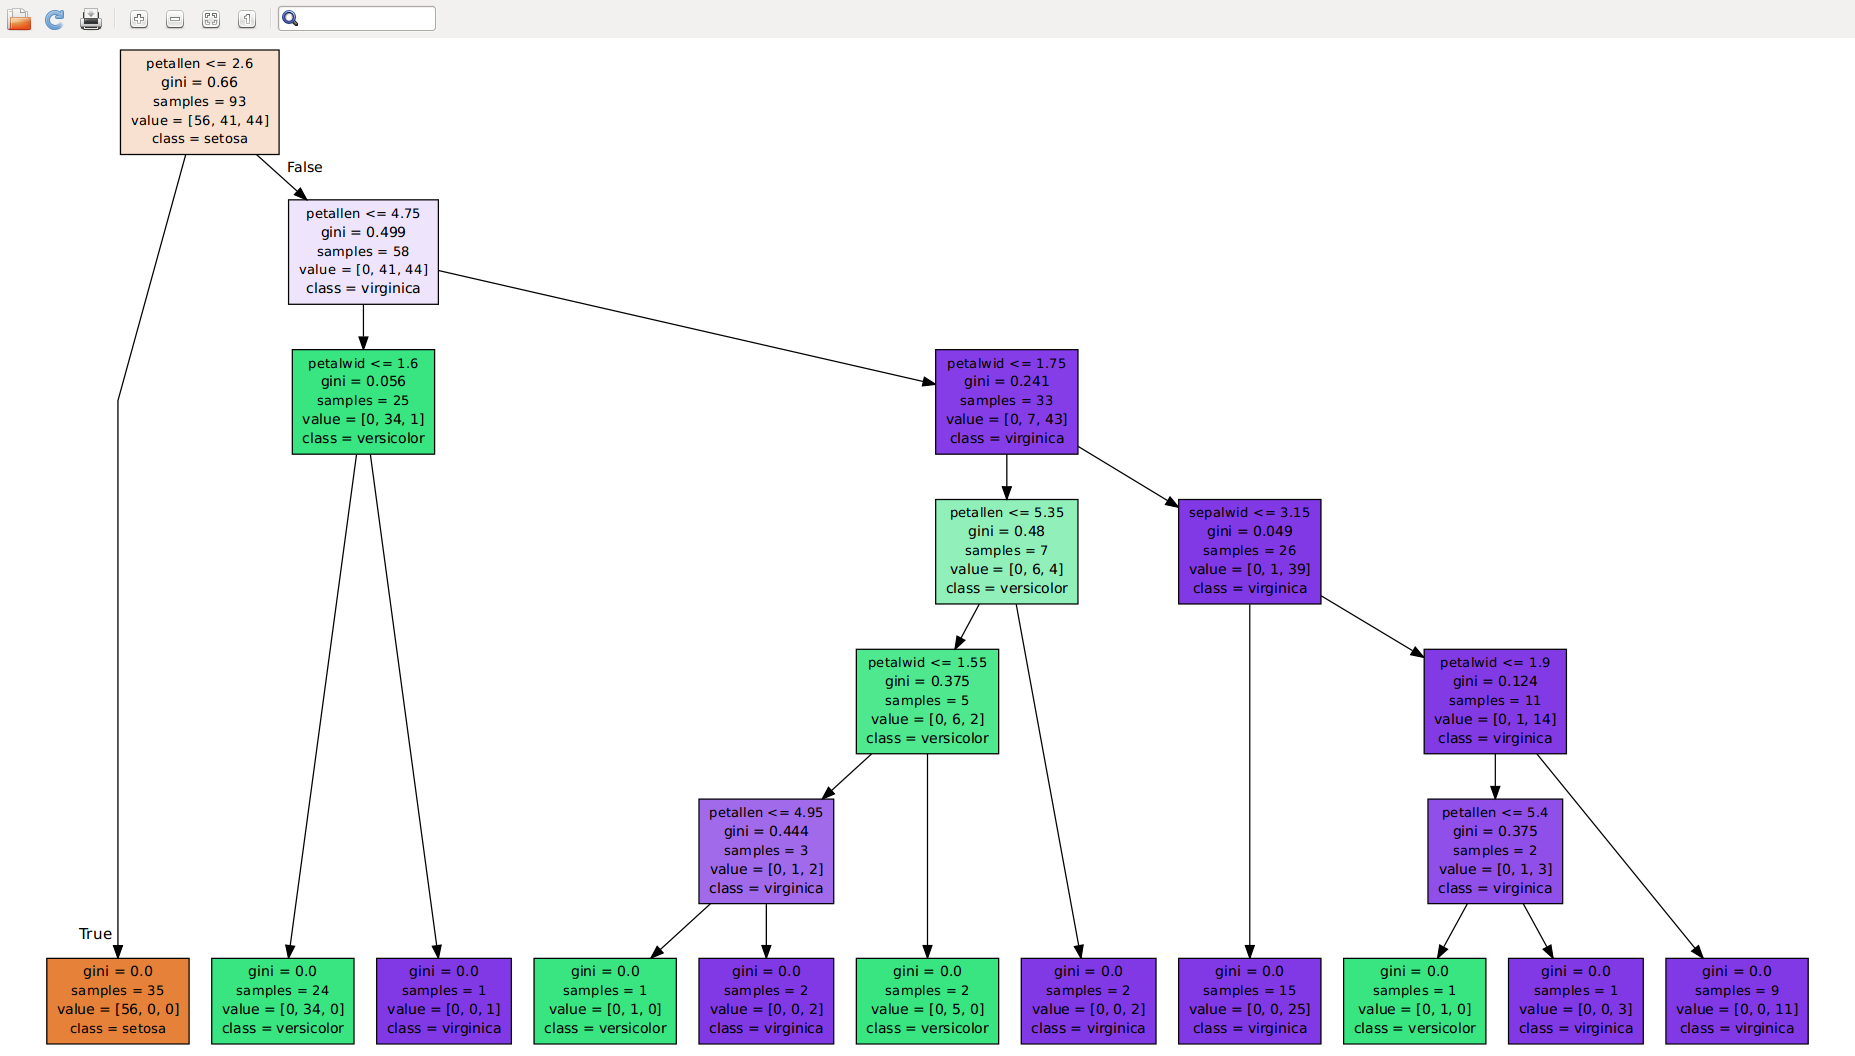 1
petallen <= 2.6
gini = 0.66
samples = 93
value = [56, 41, 44]
class = setosa
False
petallen <= 4.75
gini = 0.499
samples = 58
value = [0, 41, 44]
class = virginica
petalwid <= 1.6
gini = 0.056
samples = 25
value = [0, 34, 1]
class = versicolor
petalwid <= 1.75
gini = 0.241
samples = 33
value = [0, 7, 43]
class = virginica
petallen <= 5.35
gini = 0.48
samples = 7
value = [0, 6, 4]
class = versicolor
sepalwid <= 3.15
gini = 0.049
samples = 26
value = [0, 1, 39]
class = virginica
petalwid <= 1.55
gini = 0.375
samples = 5
value = [0, 6, 2]
class = versicolor
petalwid <= 1.9
gini = 0.124
samples = 11
value = [0, 1, 14]
class = virginica
petallen <= 4.95
gini = 0.444
samples = 3
value = [0, 1, 2]
class = virginica
petallen <= 5.4
gini = 0.375
samples = 2
value = [0, 1, 3]
class = virginica
True
gini = 0.0
samples = 35
value = [56, 0, 0]
class = setosa
gini = 0.0
samples = 24
value = [0, 34, 0]
class = versicolor
gini = 0.0
samples = 1
value = [0, 0, 1]
class = virginica
gini = 0.0
samples = 1
value = [0, 1, 0]
class = versicolor
gini = 0.0
samples = 2
value = [0, 0, 2]
class = virginica
gini = 0.0
samples = 2
value = [0, 5, 0]
class = versicolor
gini = 0.0
samples = 2
value = [0, 0, 2]
class = virginica
gini = 0.0
samples = 15
value = [0, 0, 25]
class = virginica
gini = 0.0
samples = 1
value = [0, 1, 0]
class = versicolor
gini = 0.0
samples = 1
value = [0, 0, 3]
class = virginica
gini = 0.0
samples = 9
value = [0, 0, 11]
class = virginica